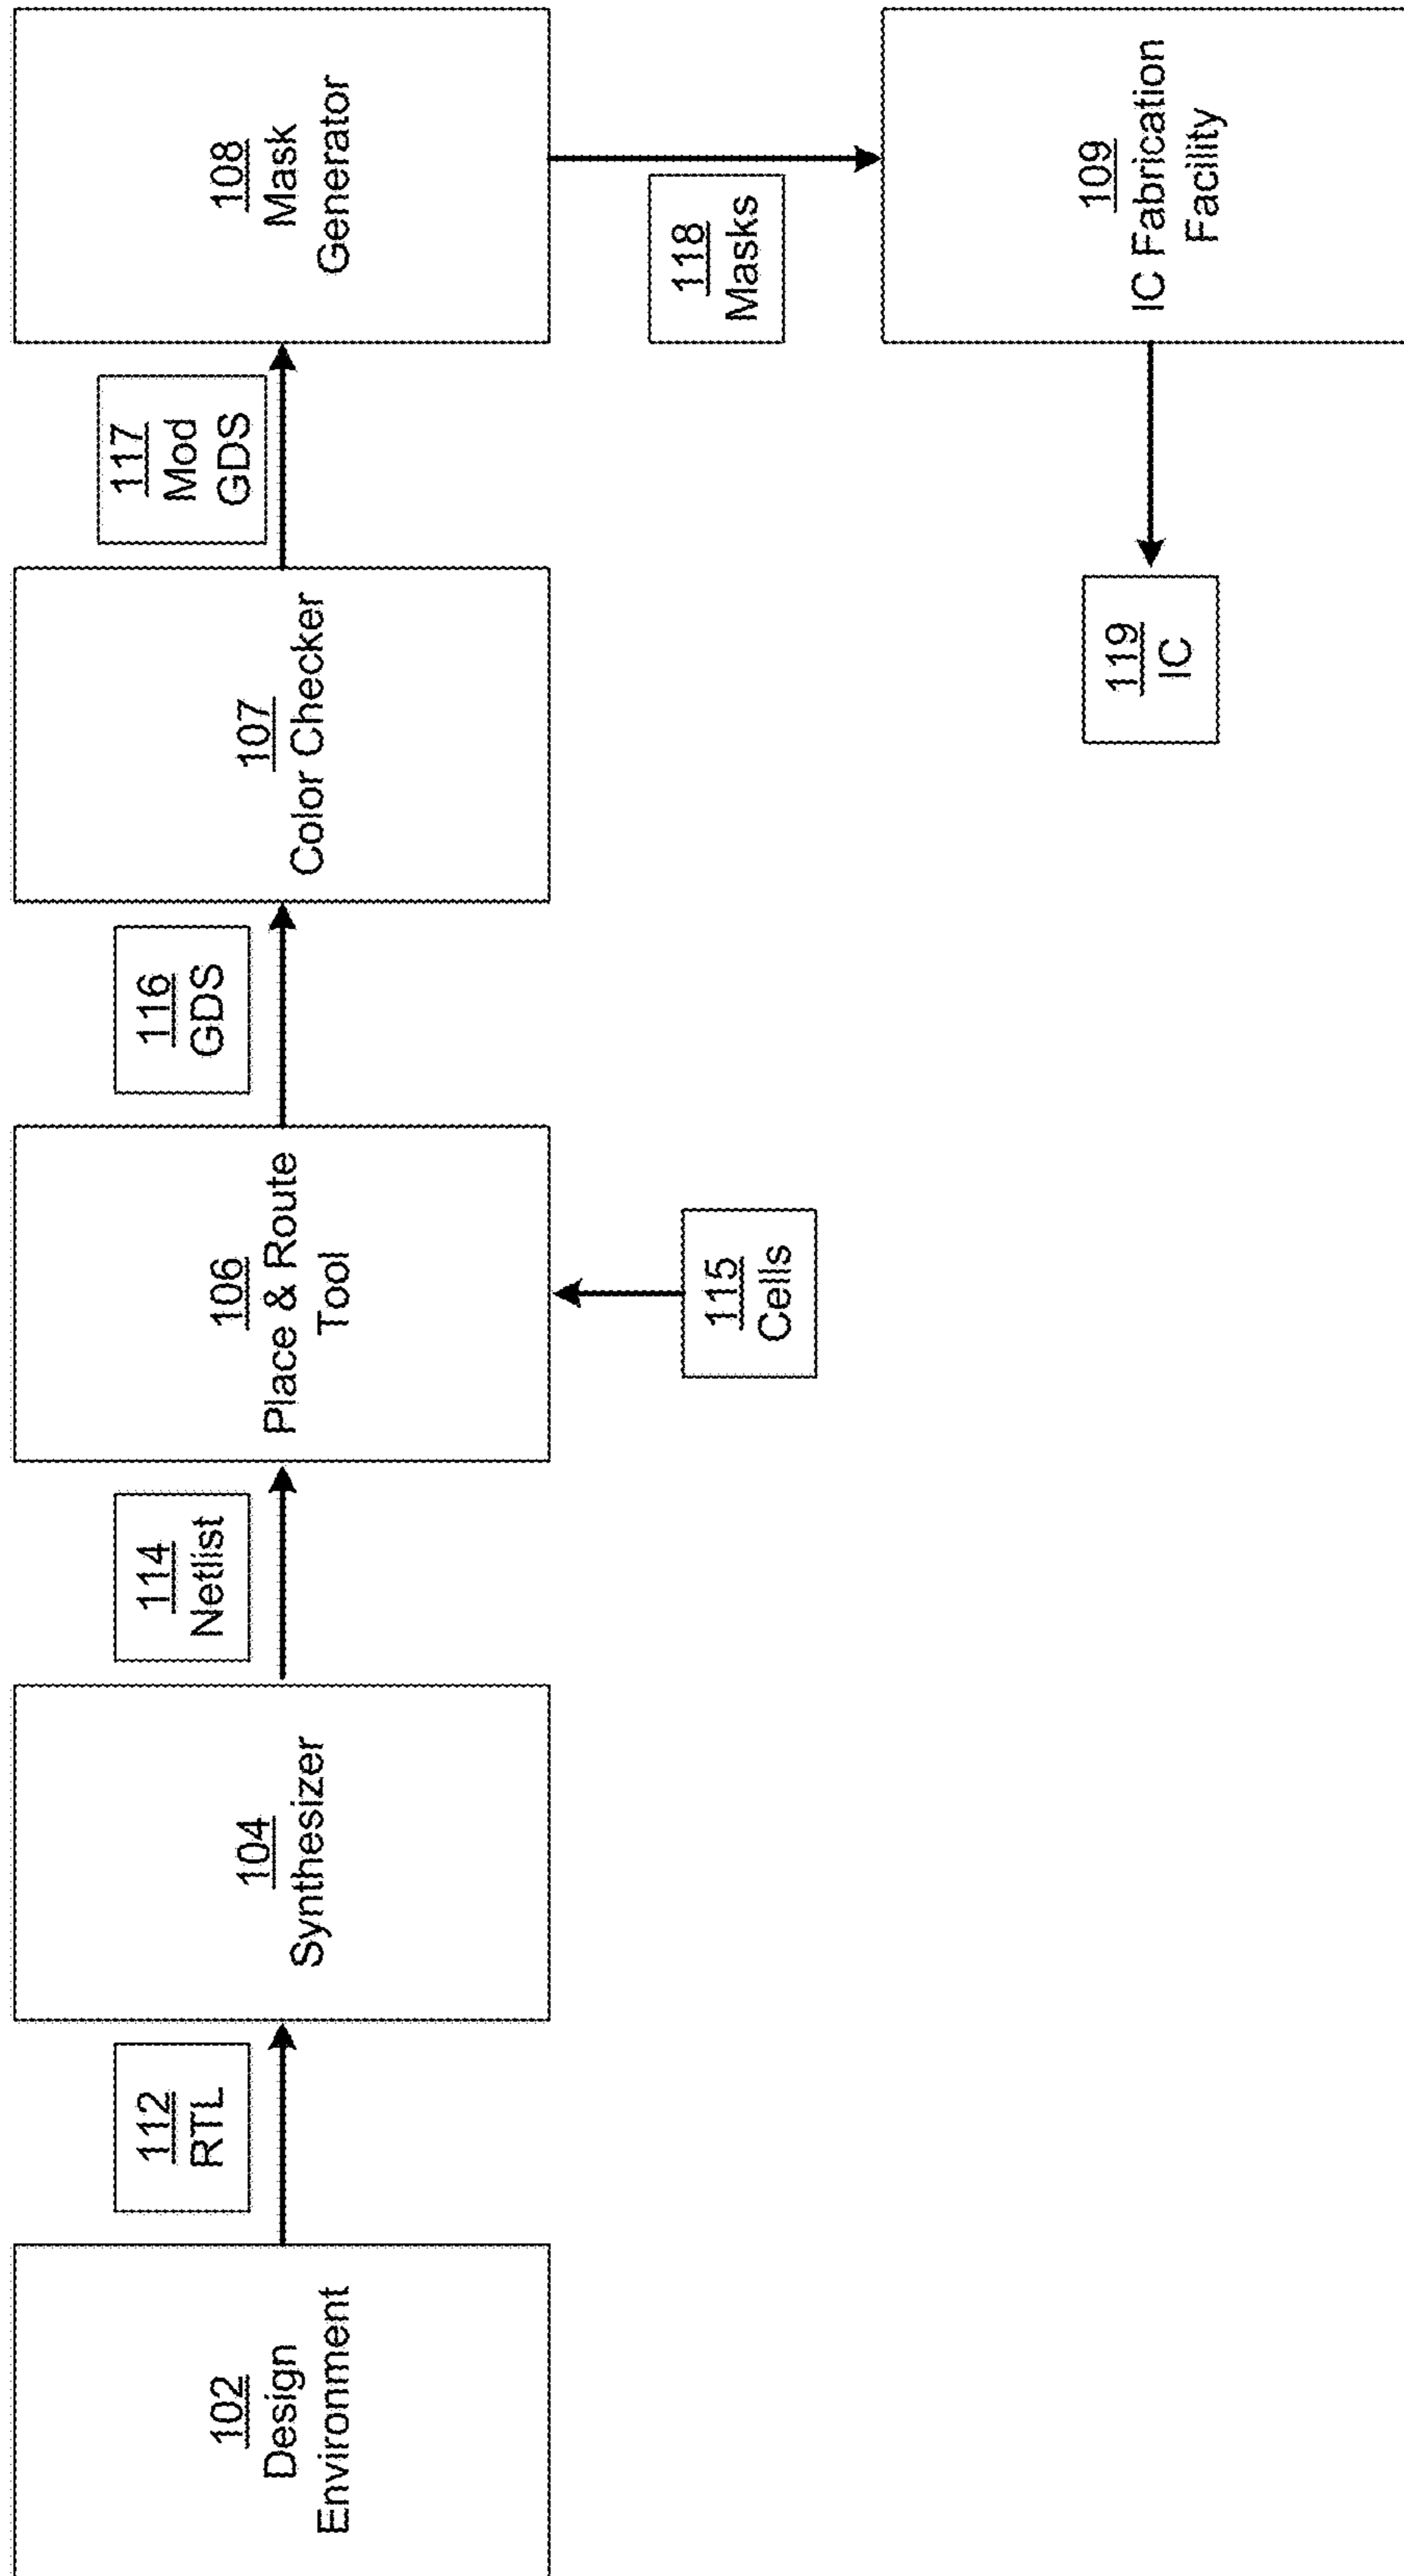 102
Design
Environment
112
RTL
104
Synthesizer
114
Netlist
106
Place & Route
Tool
115
Cells
116
GDS
107
Color Checker
117
Mod
GDS
108
Mask
Generator
118
Masks
109
IC Fabrication
Facility
119
IC